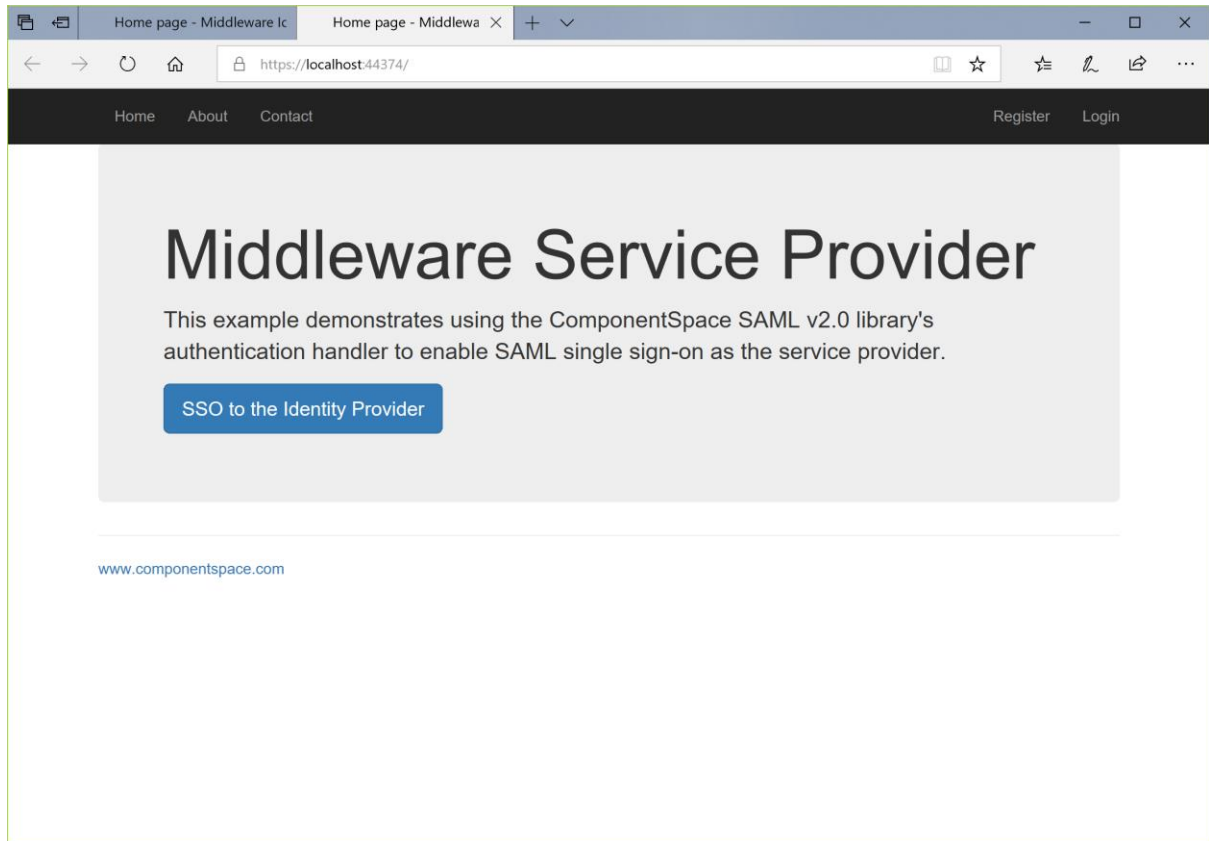 Home page - Middleware Ic
Home page - Middlewa
https://localhost:44374/
Home About Contact Register Login
Middleware Service Provider
This example demonstrates using the ComponentSpace SAML v2.0 library's
authentication handler to enable SAML single sign-on as the service provider.
SSO to the Identity Provider
www.componentspace.com